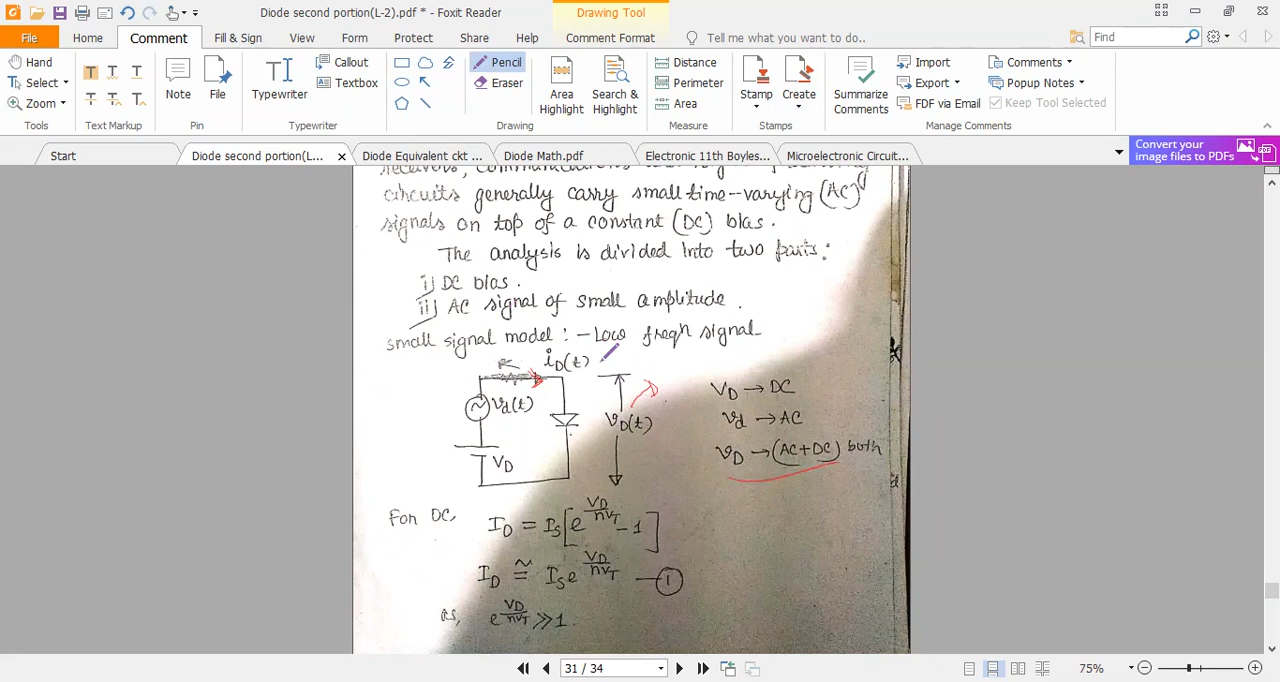 Diode second portion(L-2).pdf * - Foxit Reader
Drawing Tool
File Home Comment Fill & Sign View Form Protect Share Help Comment Format Tell me what you want to do.. Find
Hand
Select
Zoom
Tools
Text Markup
Note
File
Pin
Typewriter
Callout
Textbox
Typewriter
Pencil
Eraser
Area Highlight
Search & Highlight
Drawing
Distance
Perimeter
Area
Measure
Stamp
Create
Stamps
Summarize Comments
Import
Export
FDF via Email
Comments
Popup Notes
Keep Tool Selected
Manage Comments
Start Diode second portion(L-... Diode Equivalent ckt ... Diode Math.pdf Electronic 11th Boyles... Microelectronic Circuit...
Convert your image files to PDFs
circuits generally carry small time-varying (AC)
signals on top of a constant (DC) bias.
The analysis is divided into two parts:
i) DC bias.
ii) AC signal of small amplitude.
small signal model : - Low freqn signal
R iD(t)
Vd(t)
VD
vD(t)
VD → DC
Vd → AC
vD → (AC+DC) both
For DC, ID = Is[e^(VD/nVT) - 1]
ID ≅ Is e^(VD/nVT) — ①
as, e^(VD/nVT) >> 1.
31 / 34
75%